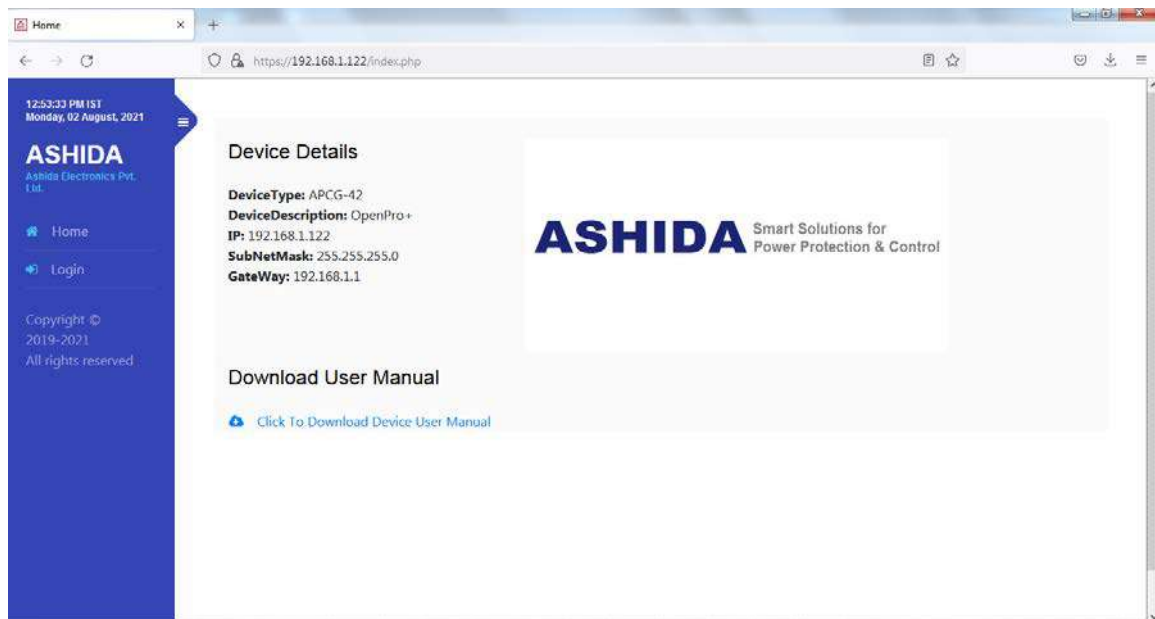 Home
https://192.168.1.122/index.php
12:53:33 PM IST
Monday, 02 August, 2021
ASHIDA
Ashida Electronics Pvt.
Ltd.
Home
Login
Copyright ©
2019-2021
All rights reserved
Device Details
DeviceType: APCG-42
DeviceDescription: OpenPro+
IP: 192.168.1.122
SubNetMask: 255.255.255.0
GateWay: 192.168.1.1
ASHIDA
Smart Solutions for
Power Protection & Control
Download User Manual
Click To Download Device User Manual